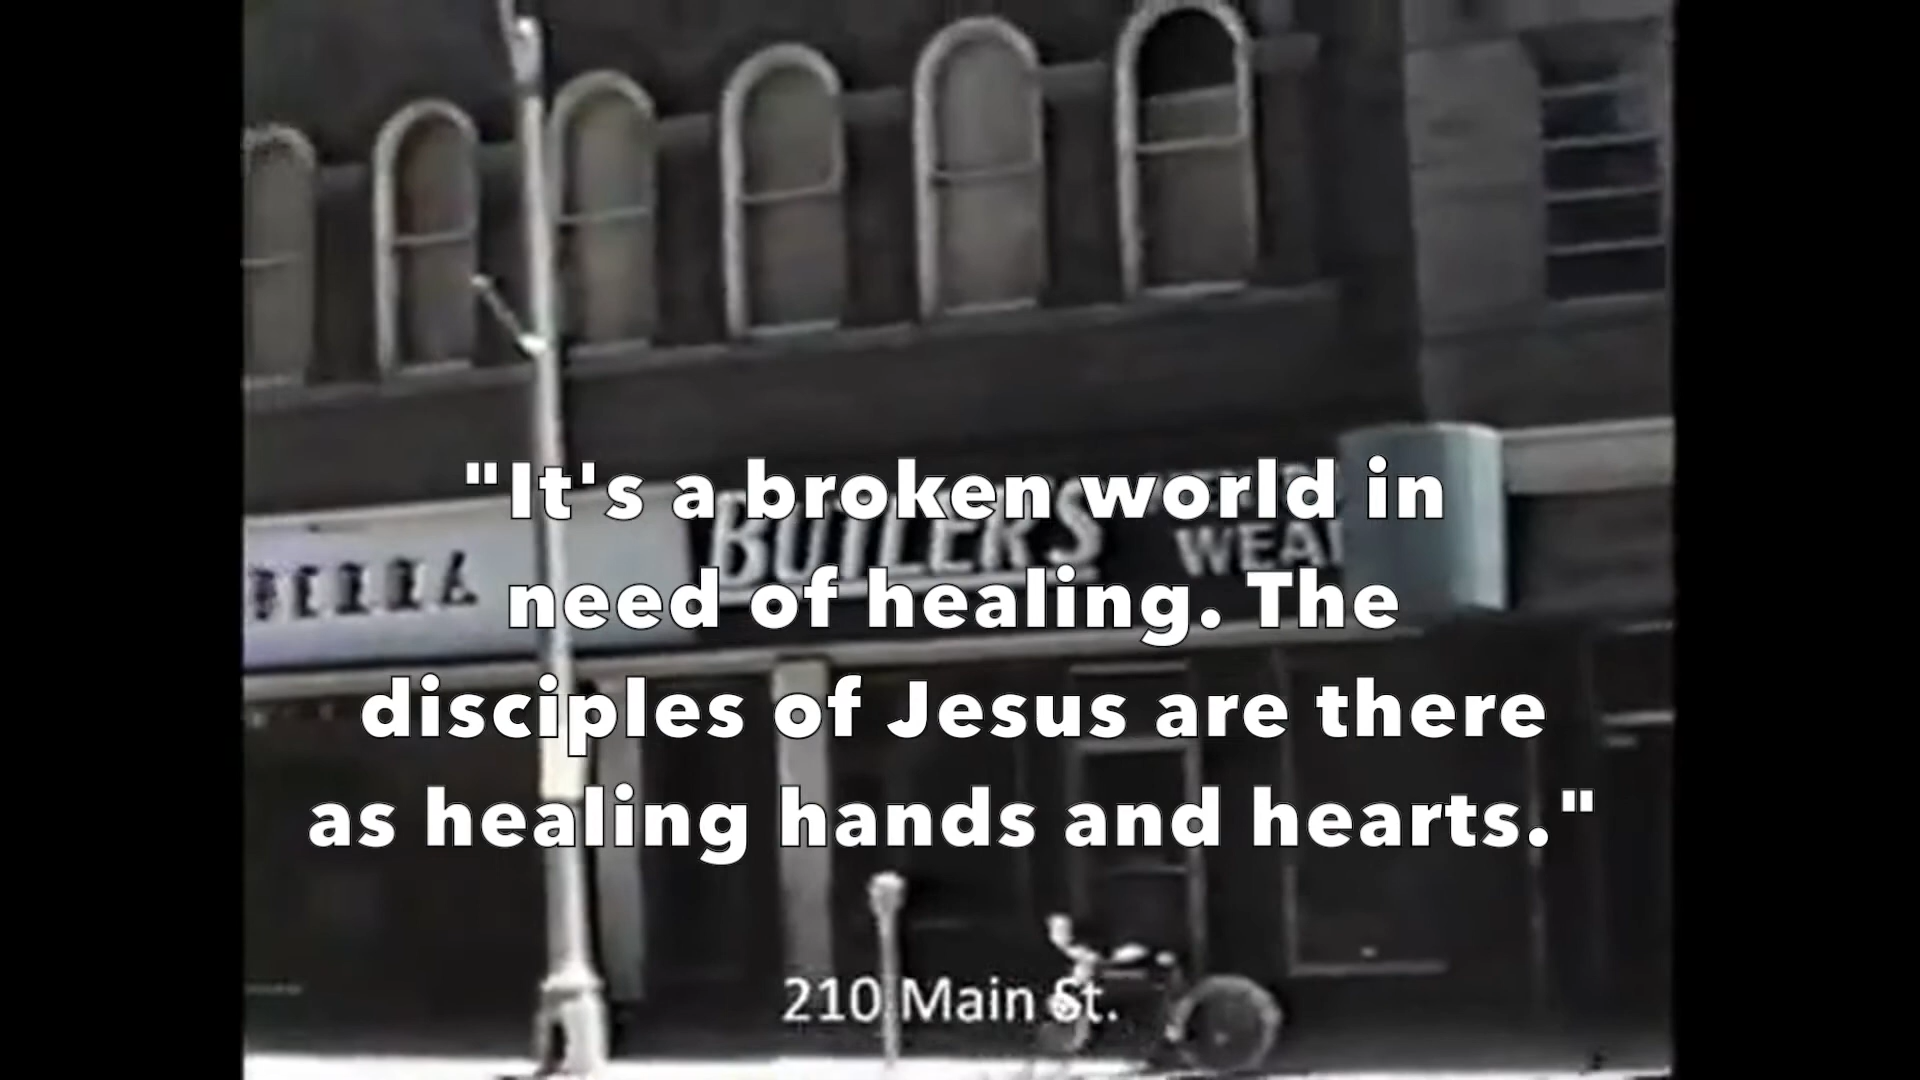 "It's a broken world in
BUTLERS
need of healing. The
disciples of Jesus are there
as healing hands and hearts."
210 Main St.